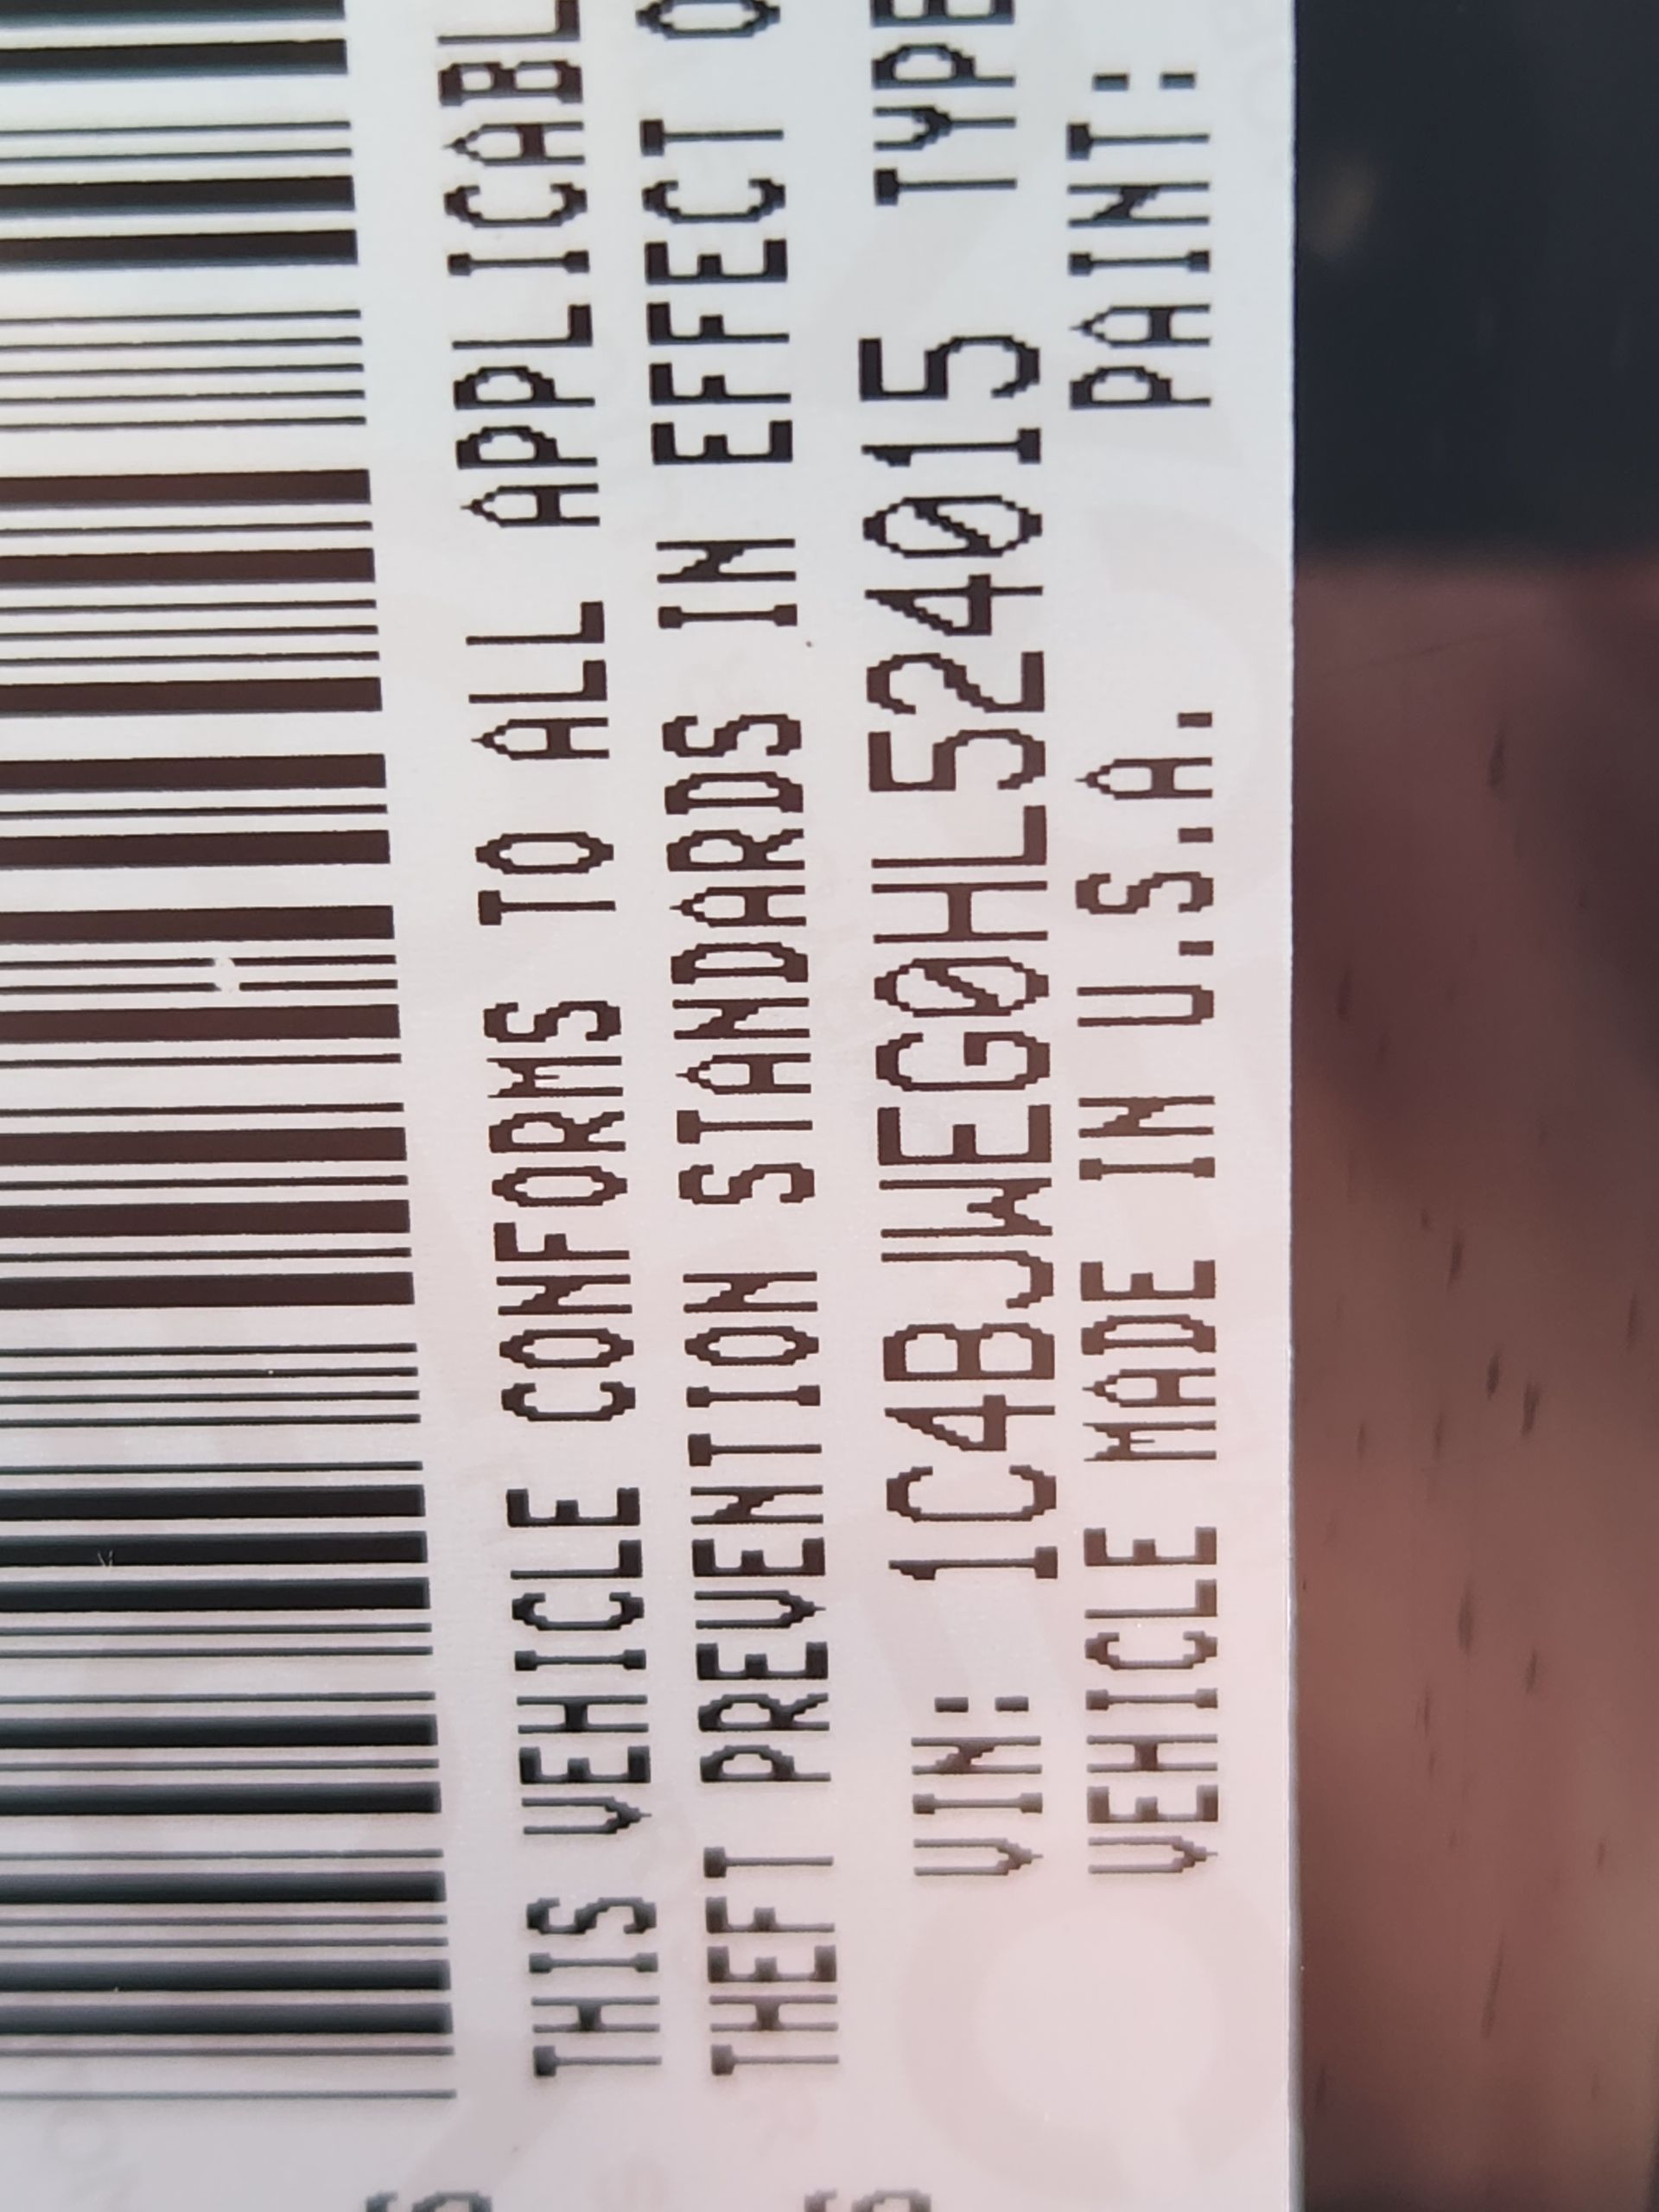 THIS VEHICLE CONFORMS TO ALL APPLICABL
THEFT PREVENTION STANDARDS IN EFFECT O
VIN: 1C4BJWEG0HL524015 TYPE
VEHICLE MADE IN U.S.A. PAINT: